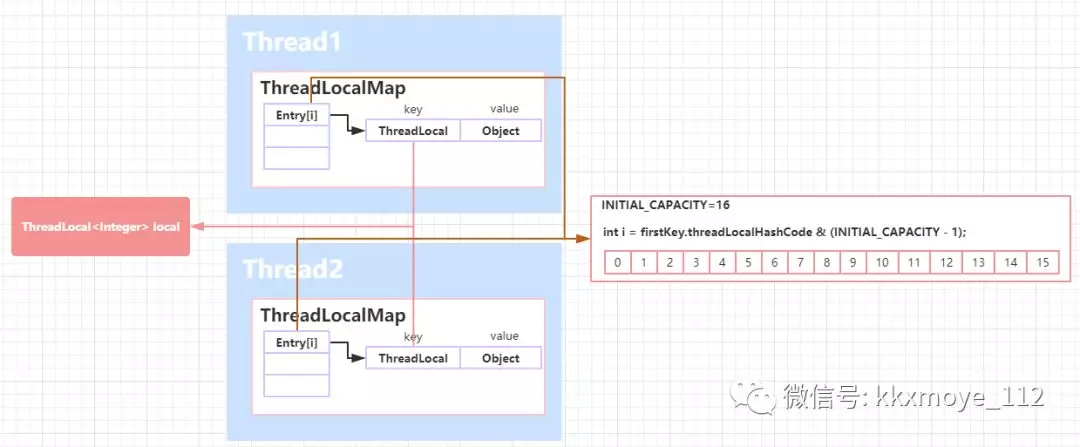 Thread1
ThreadLocalMap
key value
Entry[i]
ThreadLocal Object
ThreadLocal<Integer> local
INITIAL_CAPACITY=16
int i = firstKey.threadLocalHashCode & (INITIAL_CAPACITY - 1);
0 1 2 3 4 5 6 7 8 9 10 11 12 13 14 15
Thread2
ThreadLocalMap
key value
Entry[i]
ThreadLocal Object
微信号: kkxmoye_112